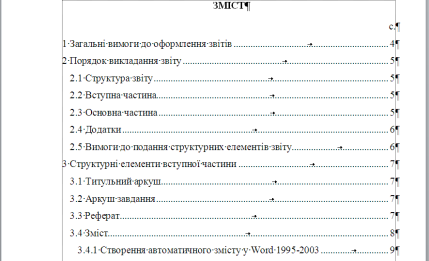 ЗМІСТ
с.
1 Загальні вимоги до оформлення звітів 4
2 Порядок викладання звіту 5
2.1 Структура звіту 5
2.2 Вступна частина 5
2.3 Основна частина 5
2.4 Додатки 6
2.5 Вимоги до подання структурних елементів звіту 6
3 Структурні елементи вступної частини 7
3.1 Титульний аркуш 7
3.2 Аркуш завдання 7
3.3 Реферат 7
3.4 Зміст 8
3.4.1 Створення автоматичного змісту у Word 1995-2003 9